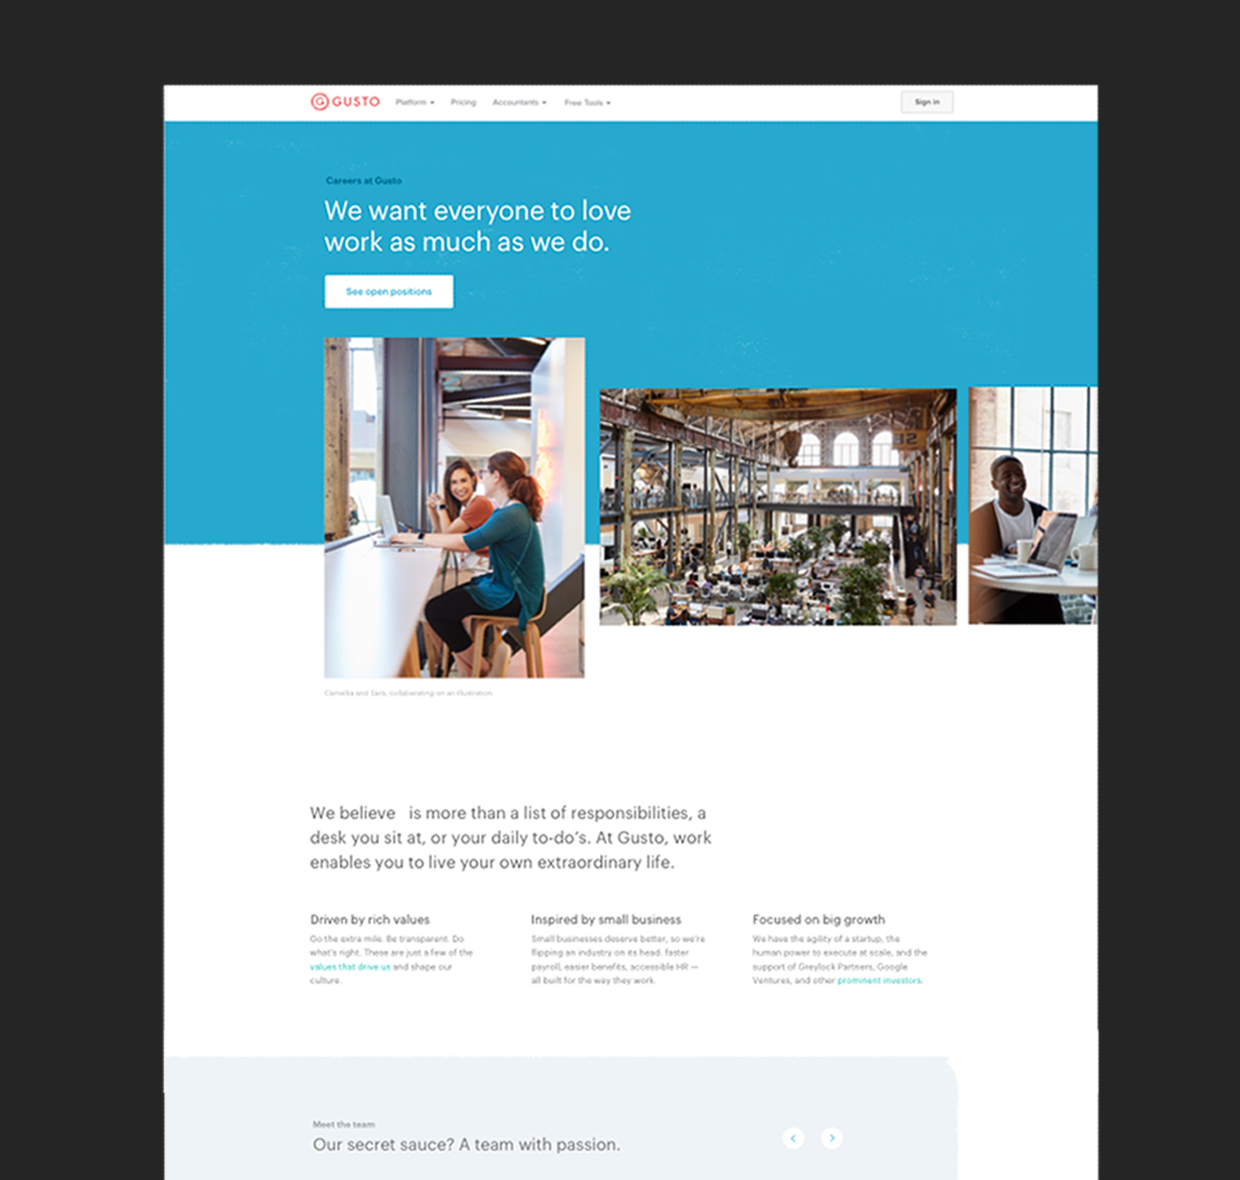 GUSTO Platform Pricing Accountants Free Tools Sign in
Careers at Gusto
We want everyone to love
work as much as we do.
See open positions
Camelia and Sara, collaborating on an illustration
We believe is more than a list of responsibilities, a
desk you sit at, or your daily to-do's. At Gusto, work
enables you to live your own extraordinary life.
Driven by rich values
Go the extra mile. Be transparent. Do
what's right. These are just a few of the
values that drive us and shape our
culture.
Inspired by small business
Small businesses deserve better, so we're
flipping an industry on its head: faster
payroll, easier benefits, accessible HR —
all built for the way they work.
Focused on big growth
We have the agility of a startup, the
human power to execute at scale, and the
support of Greylock Partners, Google
Ventures, and other prominent investors.
Meet the team
Our secret sauce? A team with passion.